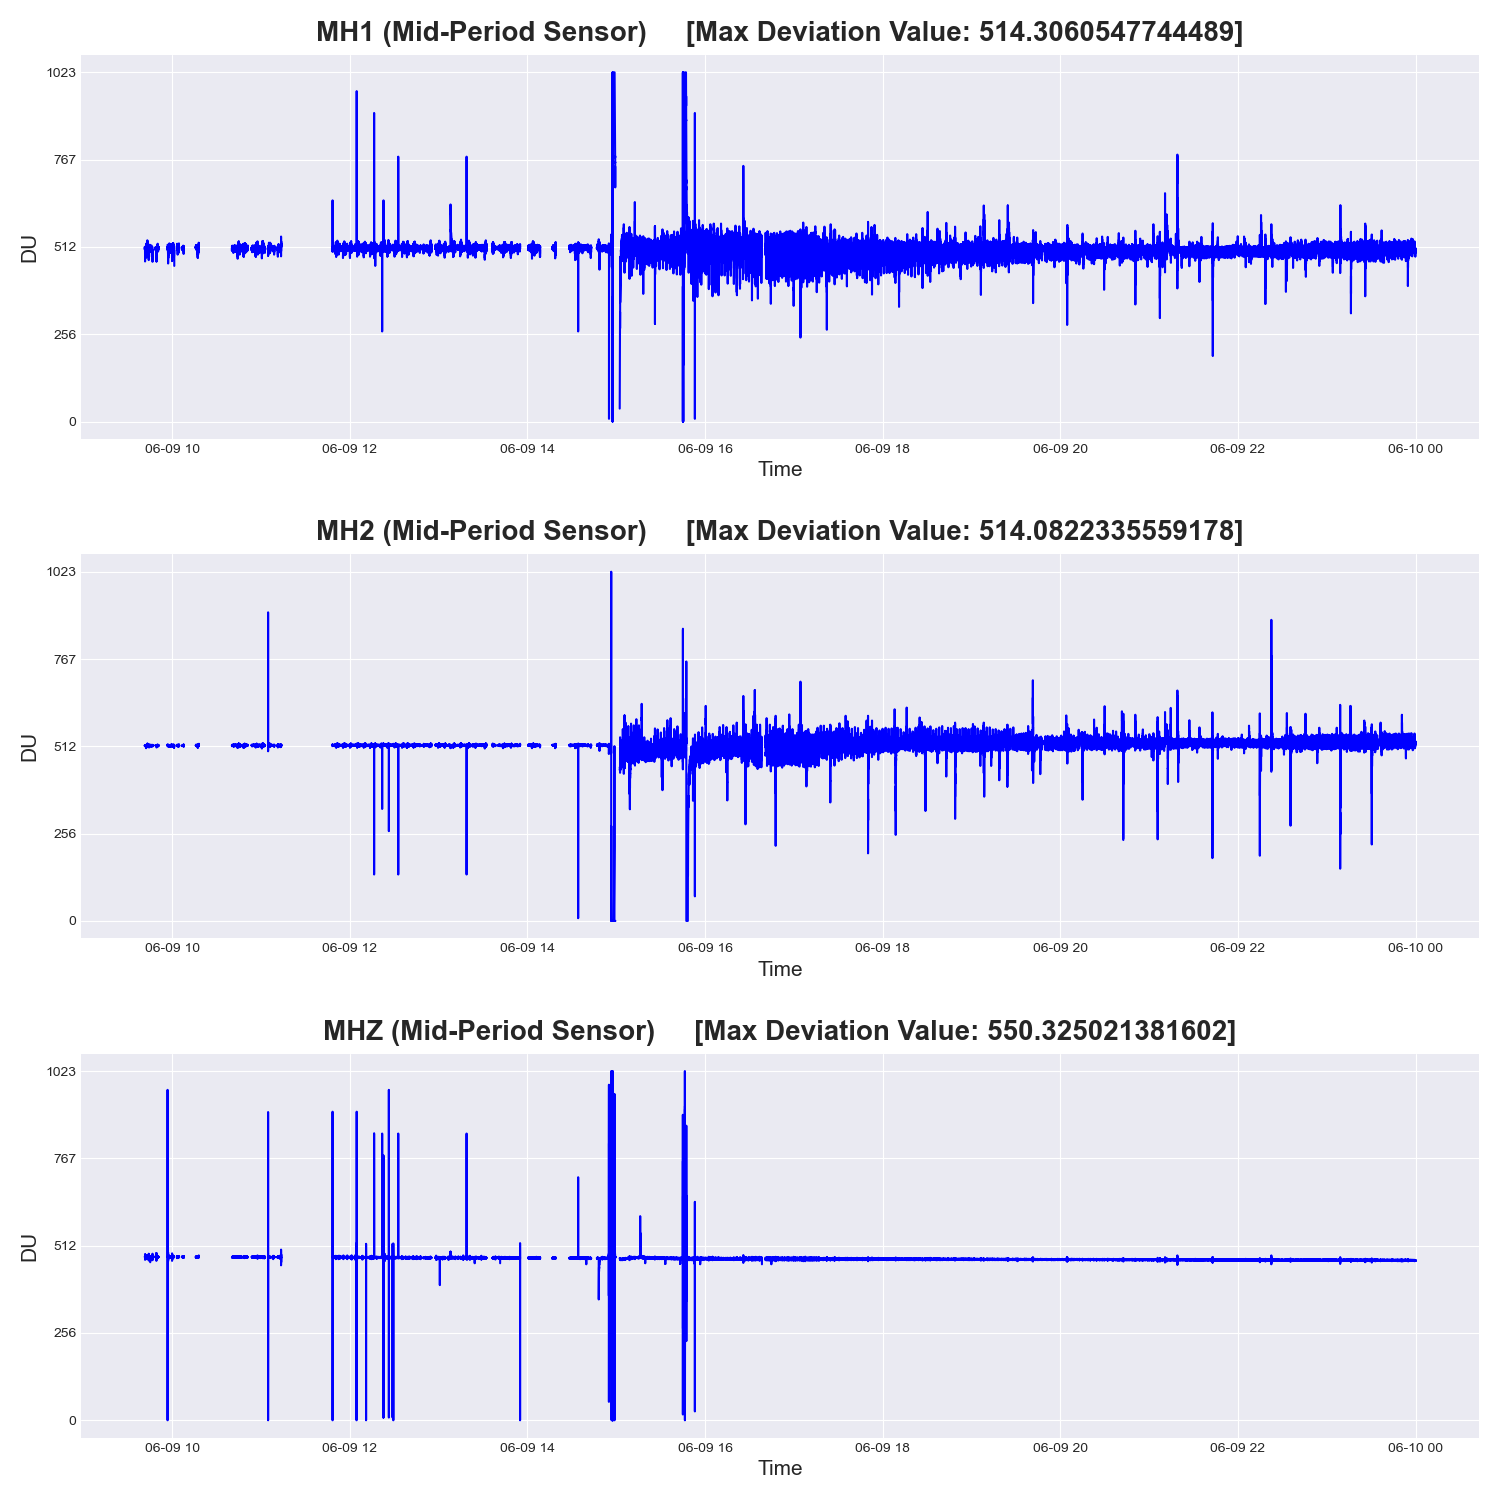 MH1 (Mid-Period Sensor) [Max Deviation Value: 514.3060547744489]
1023
767
512
256
0
DU
06-09 10 06-09 12 06-09 14 06-09 16 06-09 18 06-09 20 06-09 22 06-10 00
Time
MH2 (Mid-Period Sensor) [Max Deviation Value: 514.0822335559178]
1023
767
512
256
0
DU
06-09 10 06-09 12 06-09 14 06-09 16 06-09 18 06-09 20 06-09 22 06-10 00
Time
MHZ (Mid-Period Sensor) [Max Deviation Value: 550.325021381602]
1023
767
512
256
0
DU
06-09 10 06-09 12 06-09 14 06-09 16 06-09 18 06-09 20 06-09 22 06-10 00
Time